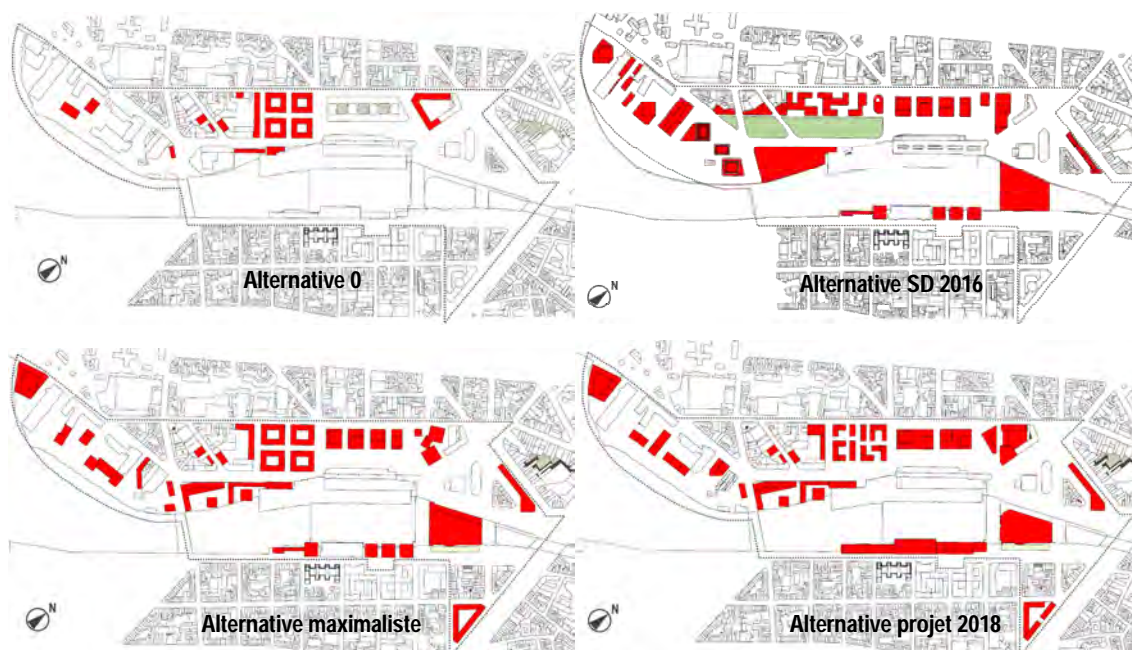 N
Alternative 0
N
Alternative SD 2016
N
Alternative maximaliste
N
Alternative projet 2018